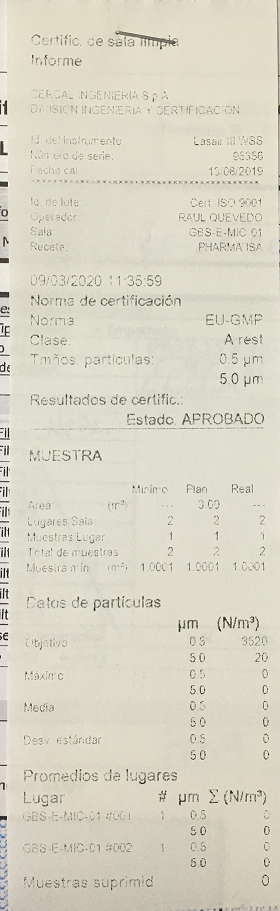 Certific. de sala limpia
Informe
CERCAL INGENIERIA S.p.A
DIVISION INGENIERIA Y CERTIFICACION
Id. del instrumento Lasair III WSS
Número de serie: 95356
Fecha cal 13/08/2019
Id. de lote: Cert. ISO 9001
Operador: RAUL QUEVEDO
Sala: GBS-E-MIC-01
Receta: PHARMA ISA
09/03/2020 11:35:59
Norma de certificación
Norma EU-GMP
Clase: A rest
Tmños. partículas: 0.5 µm
5.0 µm
Resultados de certific.:
Estado: APROBADO
MUESTRA
Mínimo Plan Real
Area (m²) --- 3.00 ---
Lugares Sala 2 2 2
Muestras Lugar 1 1 1
Total de muestras 2 2 2
Muestra mín. (m³) 1.0001 1.0001 1.0001
Datos de partículas
µm (N/m³)
Objetivo 0.5 3520
5.0 20
Máximo 0.5 0
5.0 0
Media 0.5 0
5.0 0
Desv. estándar 0.5 0
5.0 0
Promedios de lugares
Lugar # µm Σ (N/m³)
GBS-E-MIC-01 #001 1 0.5 0
5.0 0
GBS-E-MIC-01 #002 1 0.5 0
5.0 0
Muestras suprimid 0